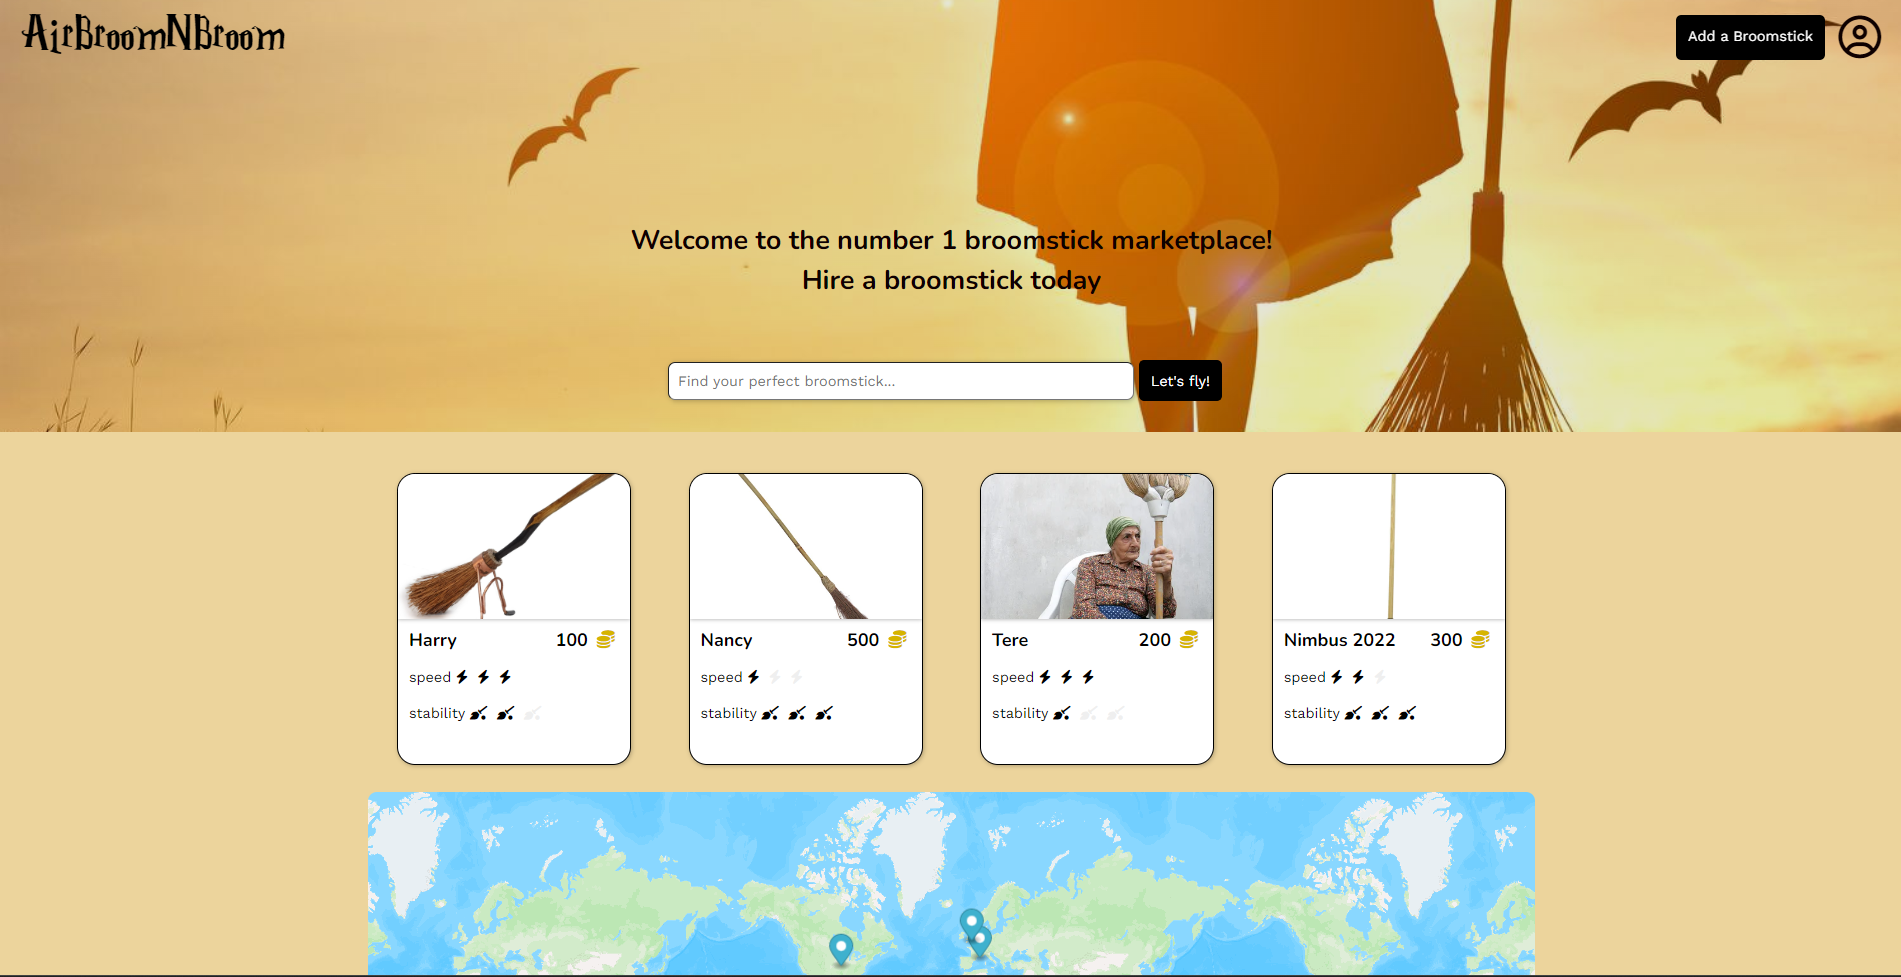 AirBroomNBroom
Add a Broomstick
Welcome to the number 1 broomstick marketplace!
Hire a broomstick today
Find your perfect broomstick...
Let's fly!
Harry 100
speed
stability
Nancy 500
speed
stability
Tere 200
speed
stability
Nimbus 2022 300
speed
stability